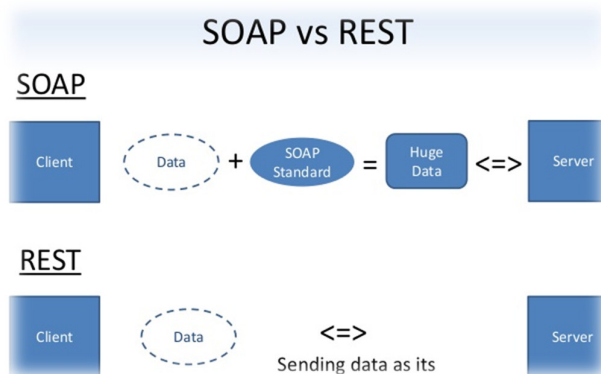 SOAP vs REST
SOAP
Client
Data
+
SOAP
Standard
=
Huge
Data
<=>
Server
REST
Client
Data
<=>
Sending data as its
Server